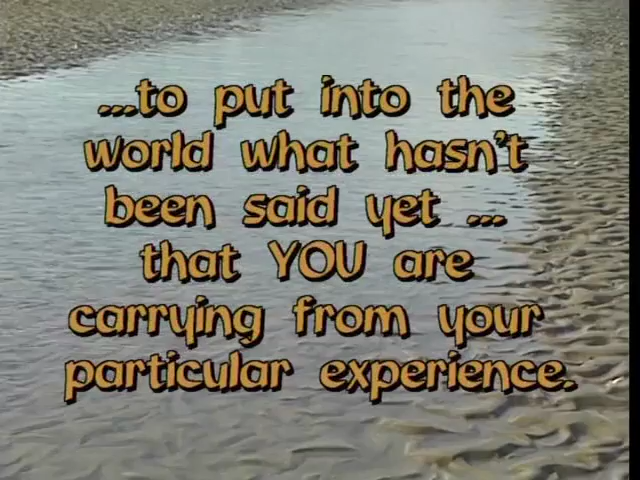 ...to put into the
world what hasn't
been said yet ...
that YOU are
carrying from your
particular experience.